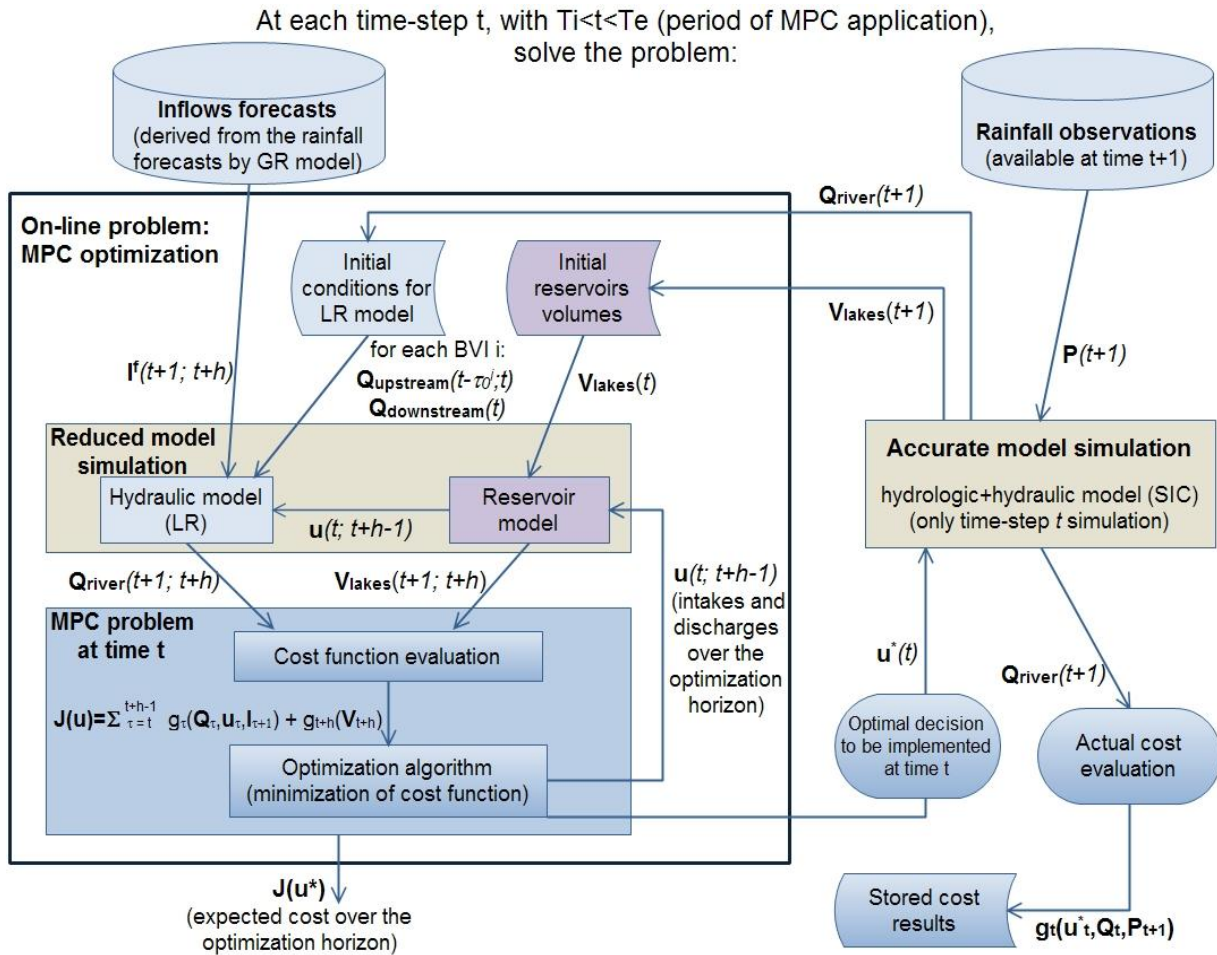 At each time-step t, with Ti<t<Te (period of MPC application),
solve the problem:
Inflows forecasts
(derived from the rainfall
forecasts by GR model)
Rainfall observations
(available at time t+1)
On-line problem:
MPC optimization
Initial
conditions for
LR model
Initial
reservoirs
volumes
Qriver(t+1)
Vlakes(t+1)
P(t+1)
If(t+1; t+h)
for each BVI i:
Qupstream(t-τ0i;t)
Qdownstream(t)
Vlakes(t)
Reduced model
simulation
Hydraulic model
(LR)
u(t; t+h-1)
Reservoir
model
Accurate model simulation
hydrologic+hydraulic model (SIC)
(only time-step t simulation)
Qriver(t+1; t+h)
Vlakes(t+1; t+h)
u(t; t+h-1)
(intakes and
discharges
over the
optimization
horizon)
u*(t)
Qriver(t+1)
MPC problem
at time t
Cost function evaluation
J(u)=Σ τ = t t+h-1 gτ(Qτ,uτ,Iτ+1) + gt+h(Vt+h)
Optimization algorithm
(minimization of cost function)
Optimal decision
to be implemented
at time t
Actual cost
evaluation
J(u*)
(expected cost over the
optimization horizon)
Stored cost
results
gt(u*t,Qt,Pt+1)